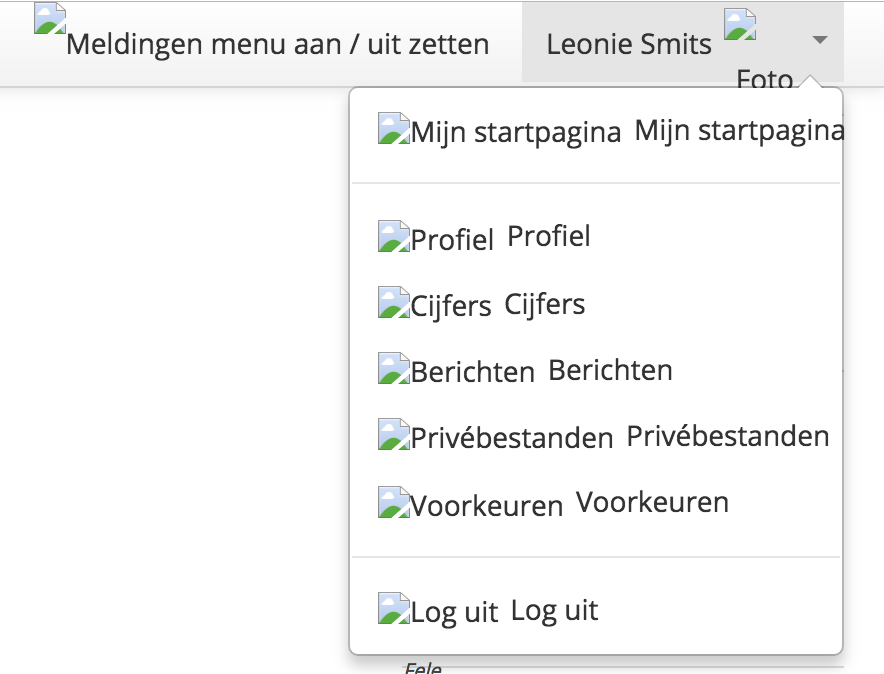 Meldingen menu aan / uit zetten Leonie Smits
Foto
Mijn startpagina Mijn startpagina
Profiel Profiel
Cijfers Cijfers
Berichten Berichten
Privébestanden Privébestanden
Voorkeuren Voorkeuren
Log uit Log uit